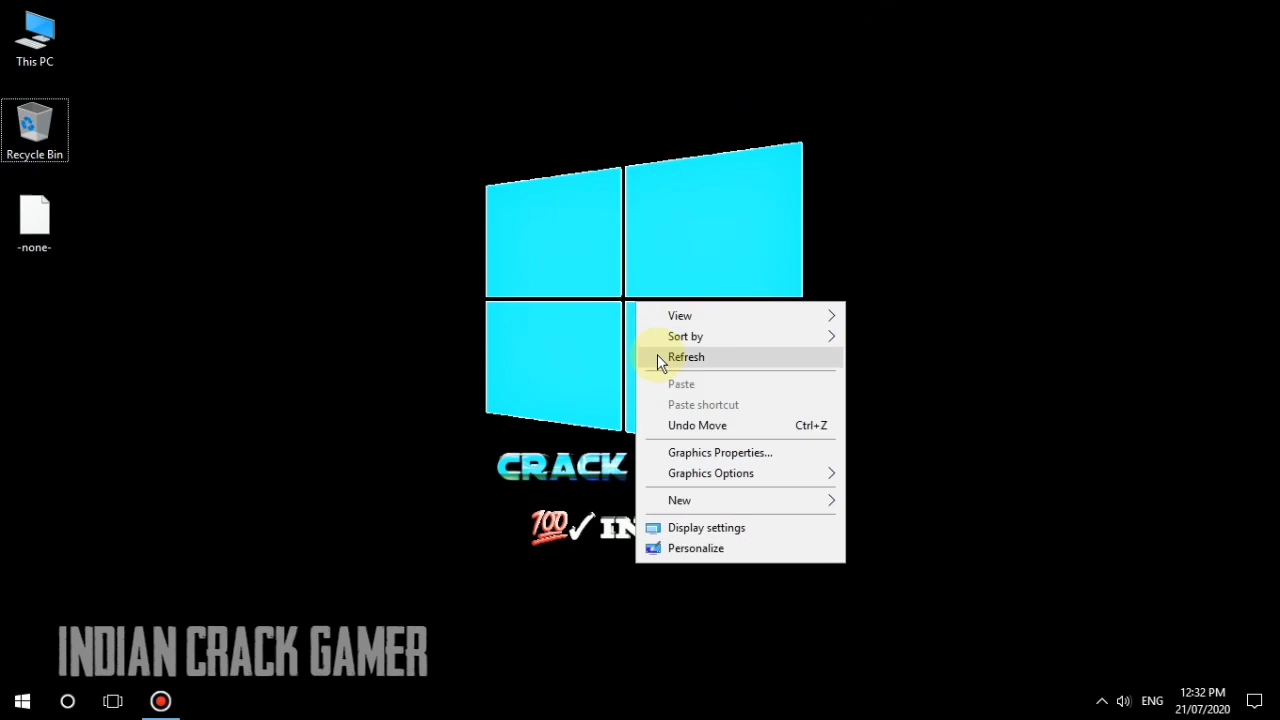 This PC
Recycle Bin
-none-
View
Sort by
Refresh
Paste
Paste shortcut
Undo Move Ctrl+Z
Graphics Properties...
Graphics Options
New
Display settings
Personalize
CRACK
💯✓ IN
INDIAN CRACK GAMER
ENG
12:32 PM
21/07/2020